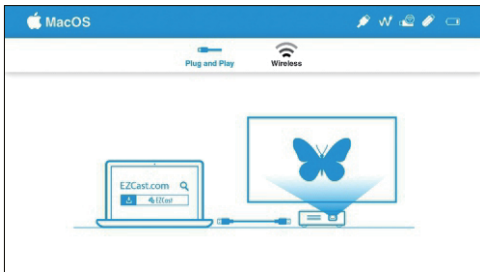 MacOS
Plug and Play
Wireless
EZCast.com
EZCast